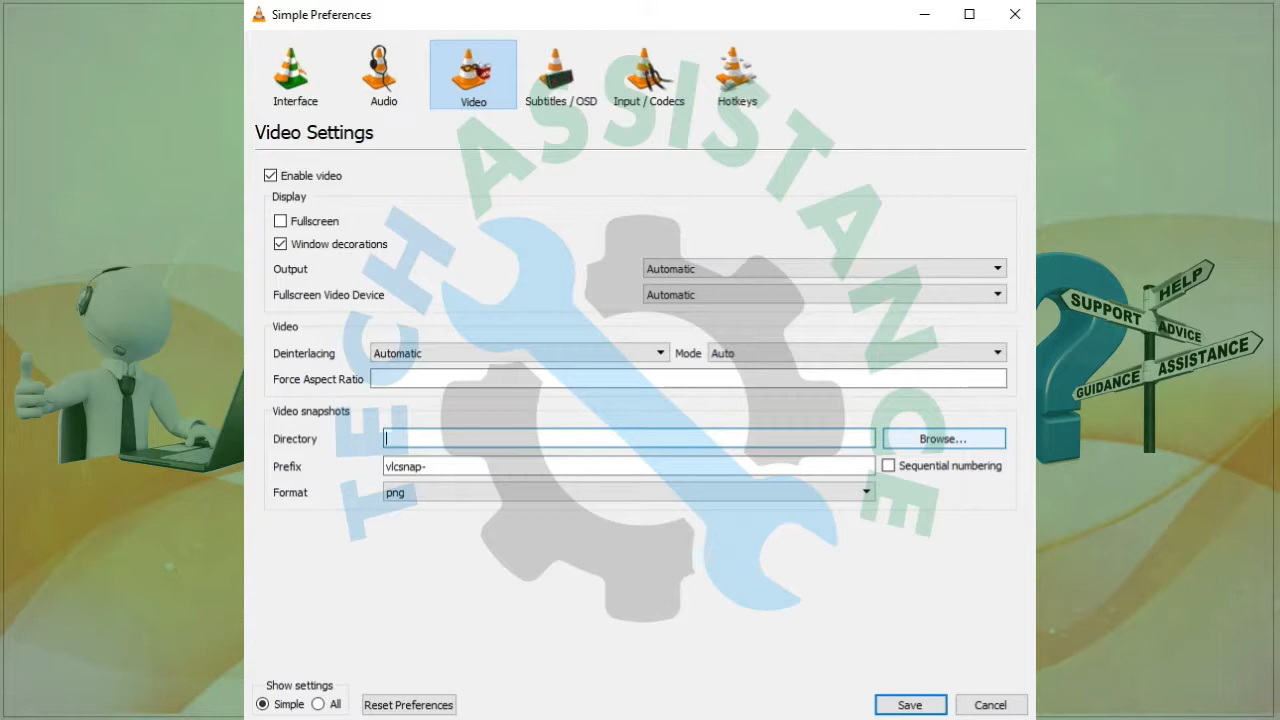 Simple Preferences
Interface
Audio
Video
Subtitles / OSD
Input / Codecs
Hotkeys
Video Settings
Enable video
Display
Fullscreen
Window decorations
Output
Automatic
Fullscreen Video Device
Automatic
Video
Deinterlacing
Automatic
Mode
Auto
Force Aspect Ratio
Video snapshots
Directory
Browse...
Prefix
vlcsnap-
Sequential numbering
Format
png
Show settings
Simple
All
Reset Preferences
Save
Cancel
TECH ASSISTANCE
HELP
SUPPORT
ADVICE
GUIDANCE
ASSISTANCE
?